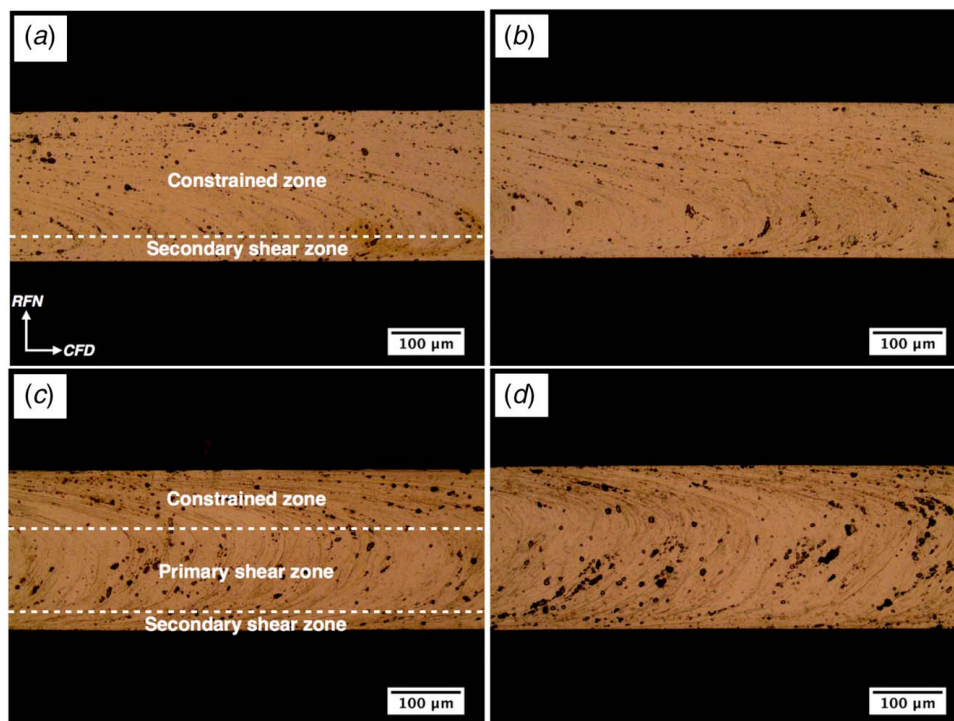 (a)
Constrained zone
Secondary shear zone
RFN
CFD
100 µm
(b)
100 µm
(c)
Constrained zone
Primary shear zone
Secondary shear zone
100 µm
(d)
100 µm